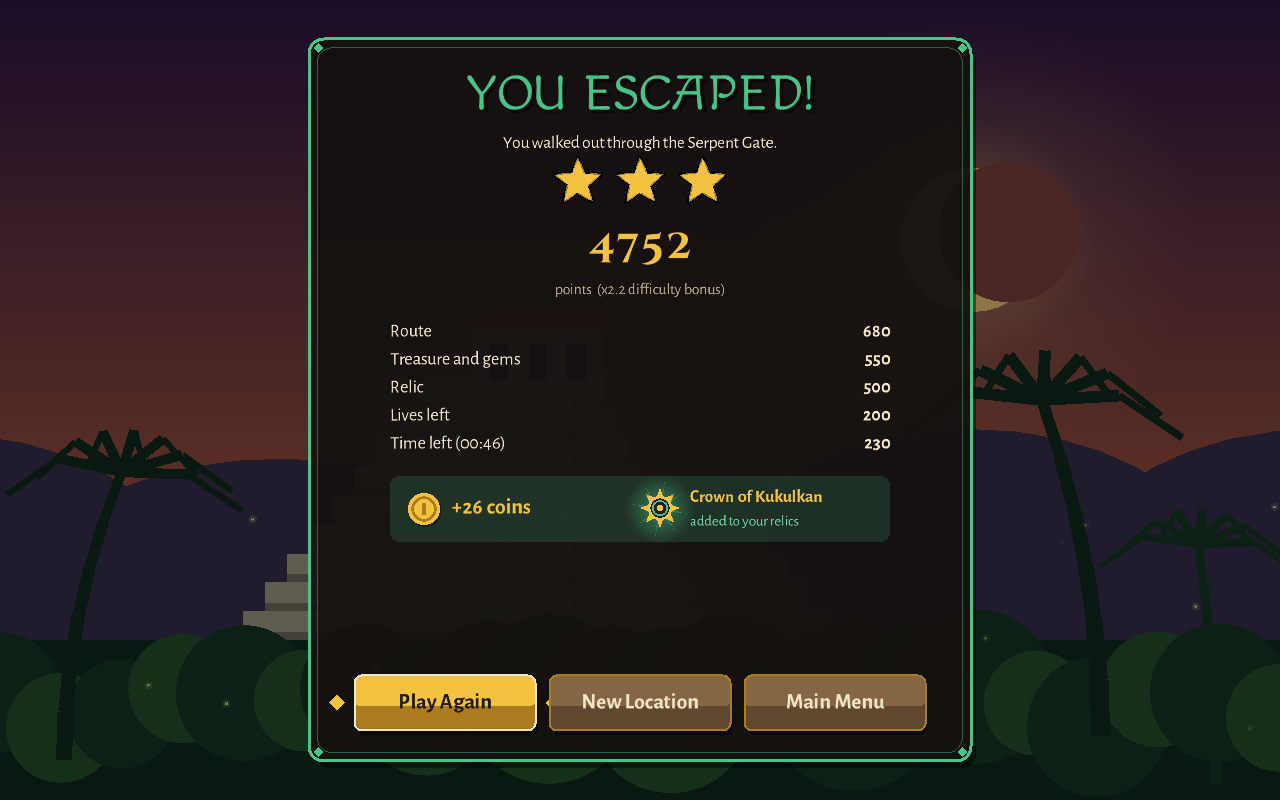 YOU ESCAPED!
You walked out through the Serpent Gate.
4752
points (x2.2 difficulty bonus)
Route 680
Treasure and gems 550
Relic 500
Lives left 200
Time left (00:46) 230
+26 coins
Crown of Kukulkan
added to your relics
Play Again
New Location
Main Menu